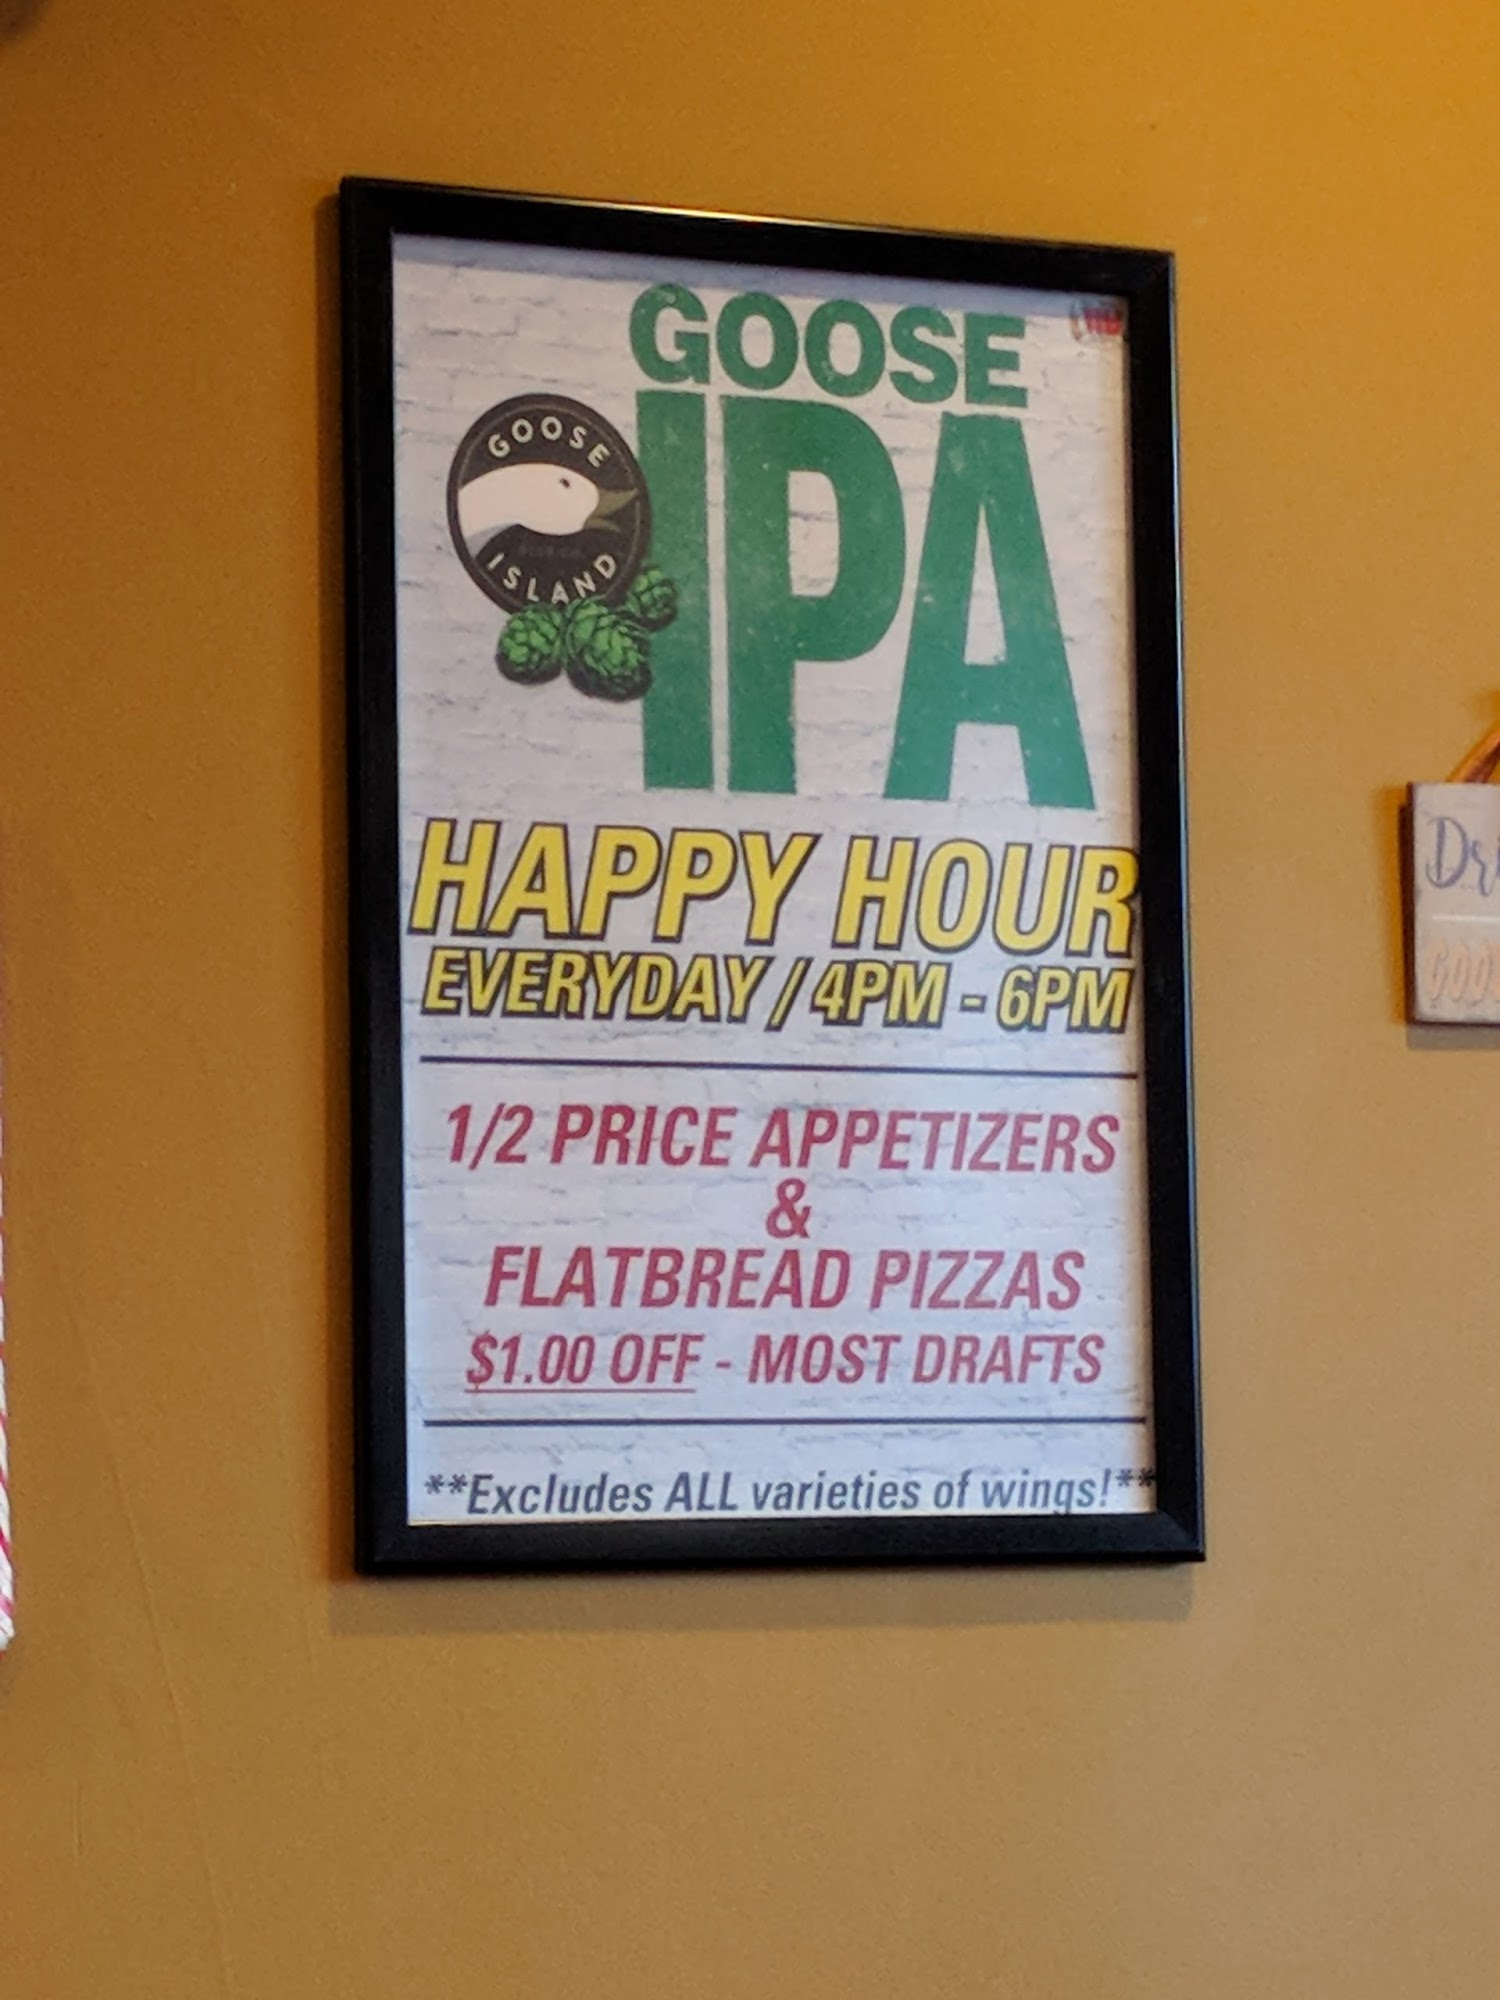 GOOSE
IPA
GOOSE
ISLAND
HAPPY HOUR
EVERYDAY / 4PM - 6PM
1/2 PRICE APPETIZERS
&
FLATBREAD PIZZAS
$1.00 OFF - MOST DRAFTS
**Excludes ALL varieties of wings!**